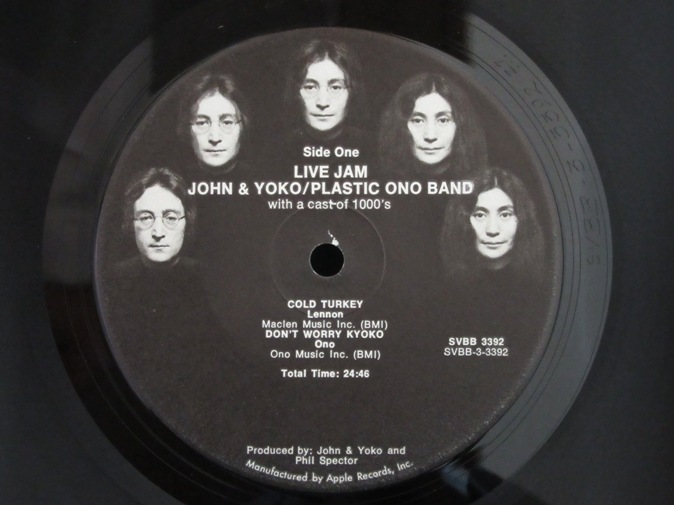 Side One
LIVE JAM
JOHN & YOKO/PLASTIC ONO BAND
with a cast of 1000's
COLD TURKEY
Lennon
Maclen Music Inc. (BMI)
DON'T WORRY KYOKO
Ono
Ono Music Inc. (BMI)
SVBB 3392
SVBB-3-3392
Total Time: 24:46
Produced by: John & Yoko and
Phil Spector
Manufactured by Apple Records, Inc.